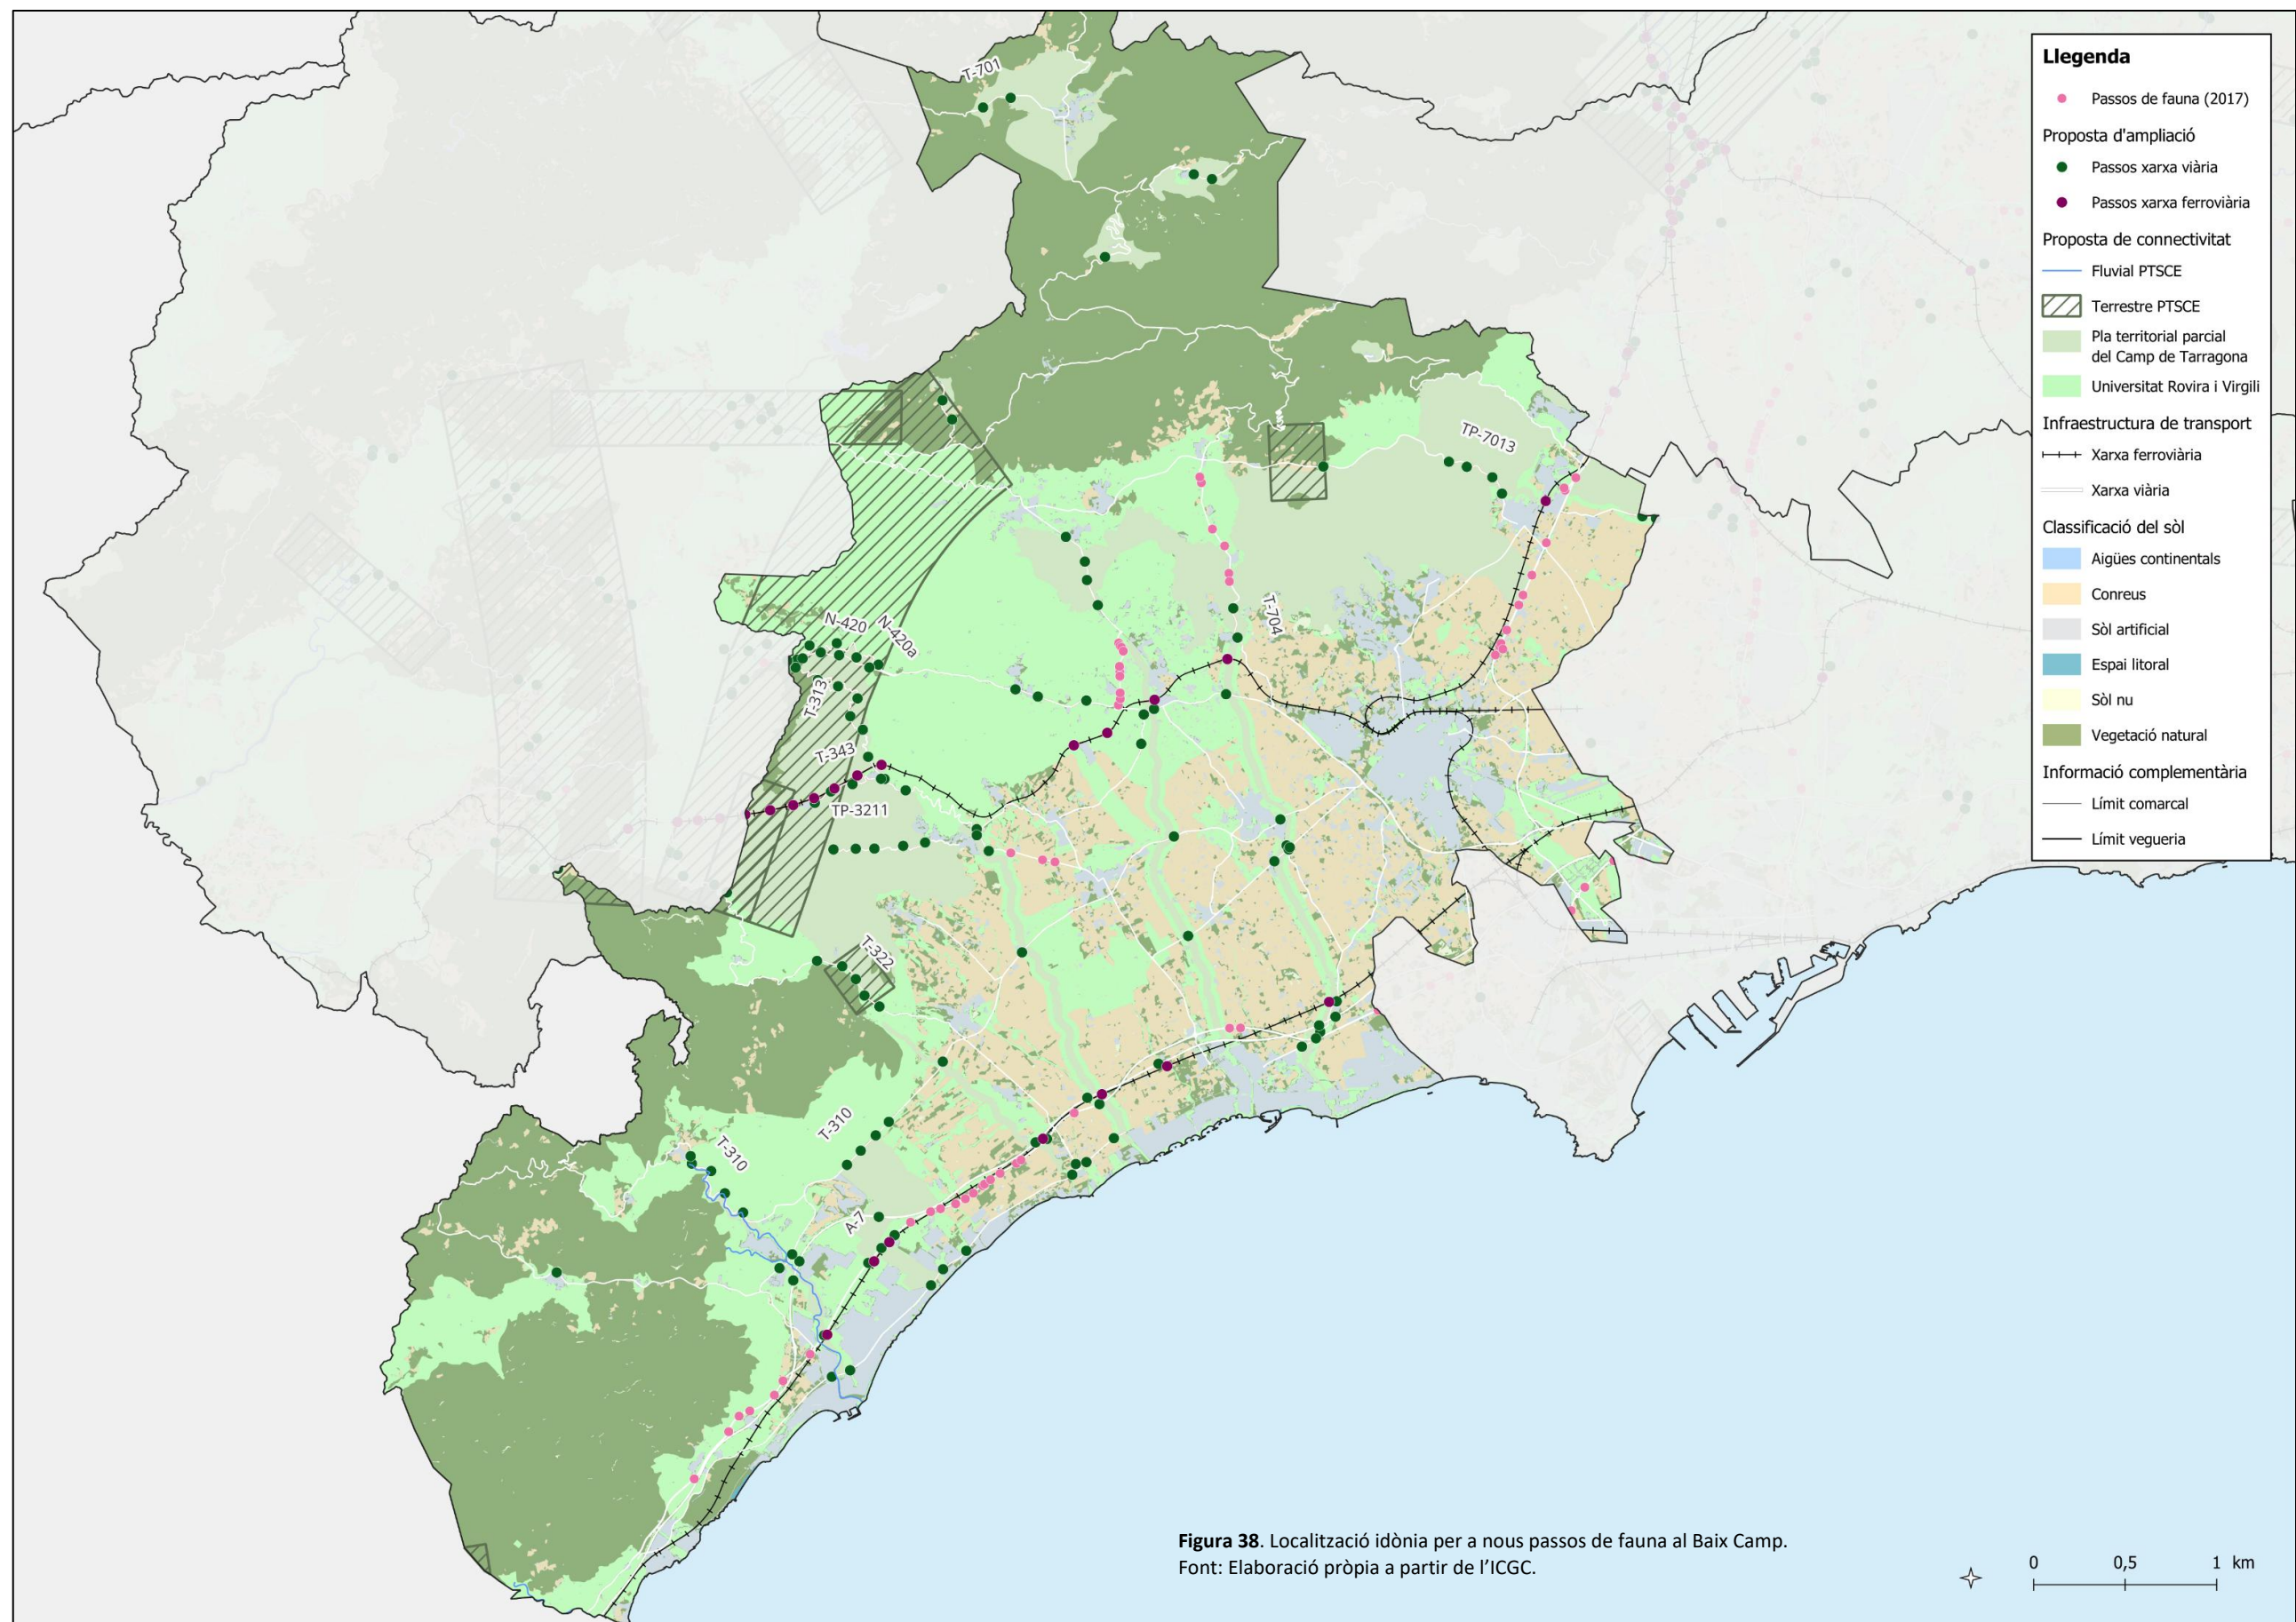 T-701
TP-7013
T-704
N-420
N-420a
T-313
T-343
TP-3211
T-322
T-310
T-310
A-7
Llegenda
Passos de fauna (2017)
Proposta d'ampliació
Passos xarxa viària
Passos xarxa ferroviària
Proposta de connectivitat
Fluvial PTSCE
Terrestre PTSCE
Pla territorial parcial
del Camp de Tarragona
Universitat Rovira i Virgili
Infraestructura de transport
Xarxa ferroviària
Xarxa viària
Classificació del sòl
Aigües continentals
Conreus
Sòl artificial
Espai litoral
Sòl nu
Vegetació natural
Informació complementària
Límit comarcal
Límit vegueria
Figura 38. Localització idònia per a nous passos de fauna al Baix Camp.
Font: Elaboració pròpia a partir de l’ICGC.
0 0,5 1 km